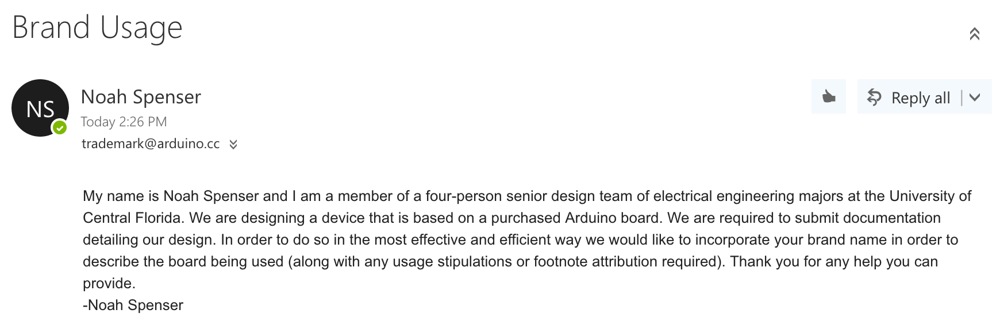 Brand Usage
NS
Noah Spenser
Today 2:26 PM
trademark@arduino.cc
Reply all
My name is Noah Spenser and I am a member of a four-person senior design team of electrical engineering majors at the University of
Central Florida. We are designing a device that is based on a purchased Arduino board. We are required to submit documentation
detailing our design. In order to do so in the most effective and efficient way we would like to incorporate your brand name in order to
describe the board being used (along with any usage stipulations or footnote attribution required). Thank you for any help you can
provide.
-Noah Spenser